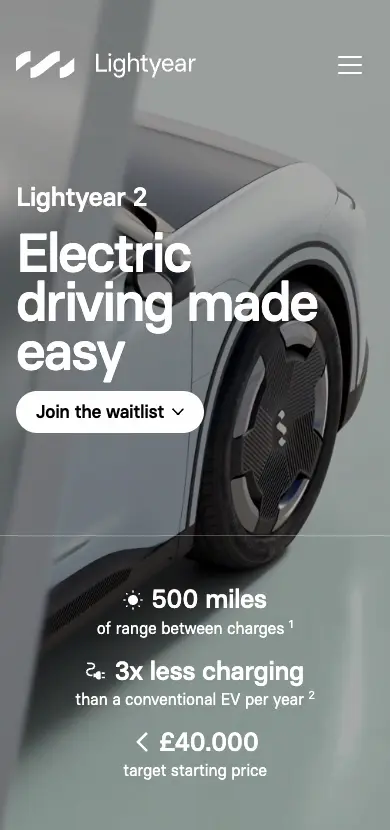 Lightyear
Lightyear 2
Electric
driving made
easy
Join the waitlist
500 miles
of range between charges ¹
3x less charging
than a conventional EV per year ²
< £40.000
target starting price